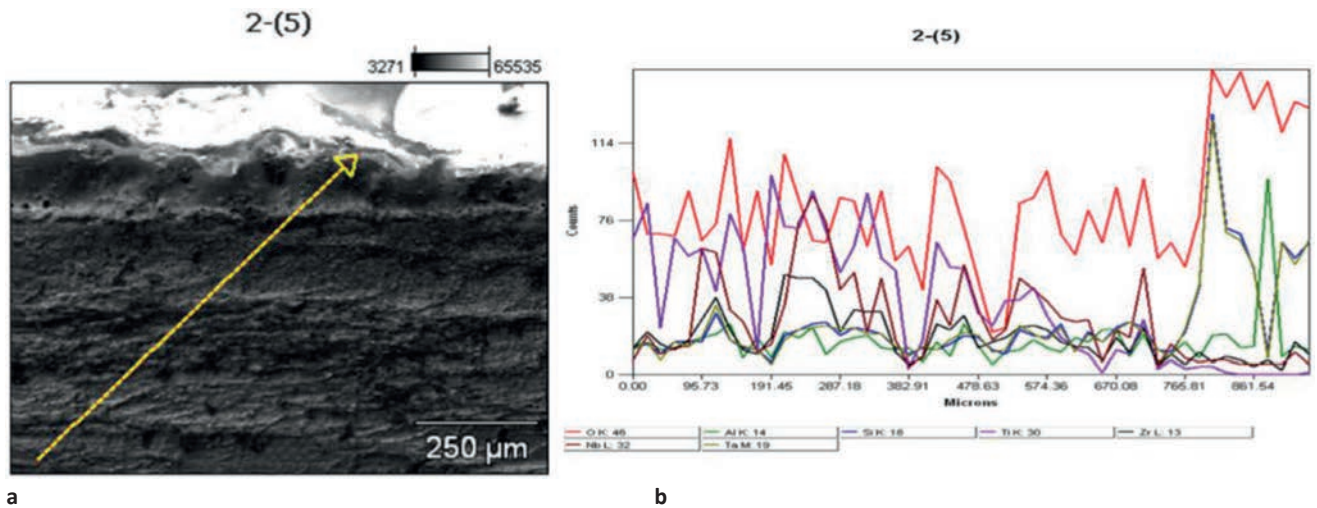 2-(5)
3271 65535
250 µm
a
2-(5)
Counts
114
76
38
0
0.00 95.73 191.45 287.18 382.91 478.63 574.36 670.08 765.81 861.54
Microns
O K: 46 Al K: 14 Si K: 16 Ti K: 30 Zr L: 13
Nb L: 32 Ta M: 19
b